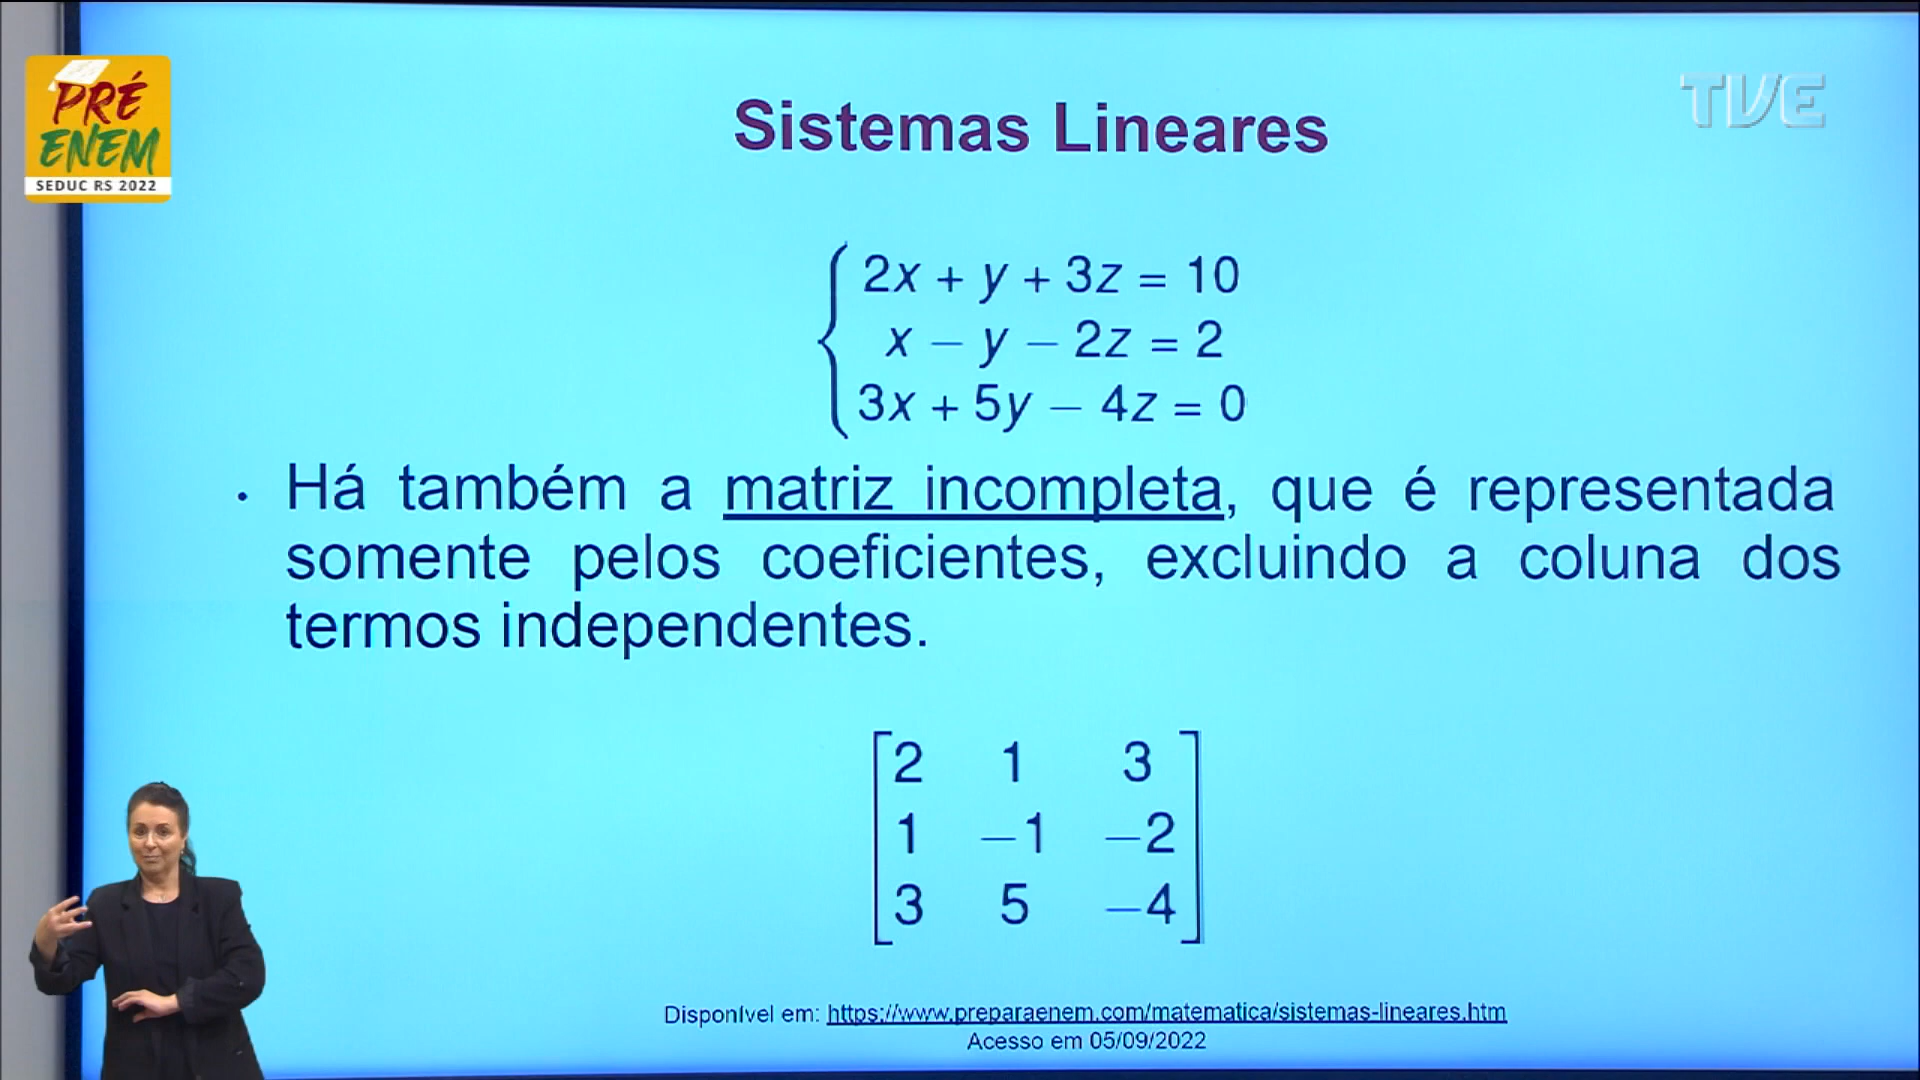 PRÉ
ENEM
SEDUC RS 2022
TVE
Sistemas Lineares
2x + y + 3z = 10
x − y − 2z = 2
3x + 5y − 4z = 0
• Há também a matriz incompleta, que é representada
somente pelos coeficientes, excluindo a coluna dos
termos independentes.
2 1 3
1 −1 −2
3 5 −4
Disponível em: https://www.preparaenem.com/matematica/sistemas-lineares.htm
Acesso em 05/09/2022